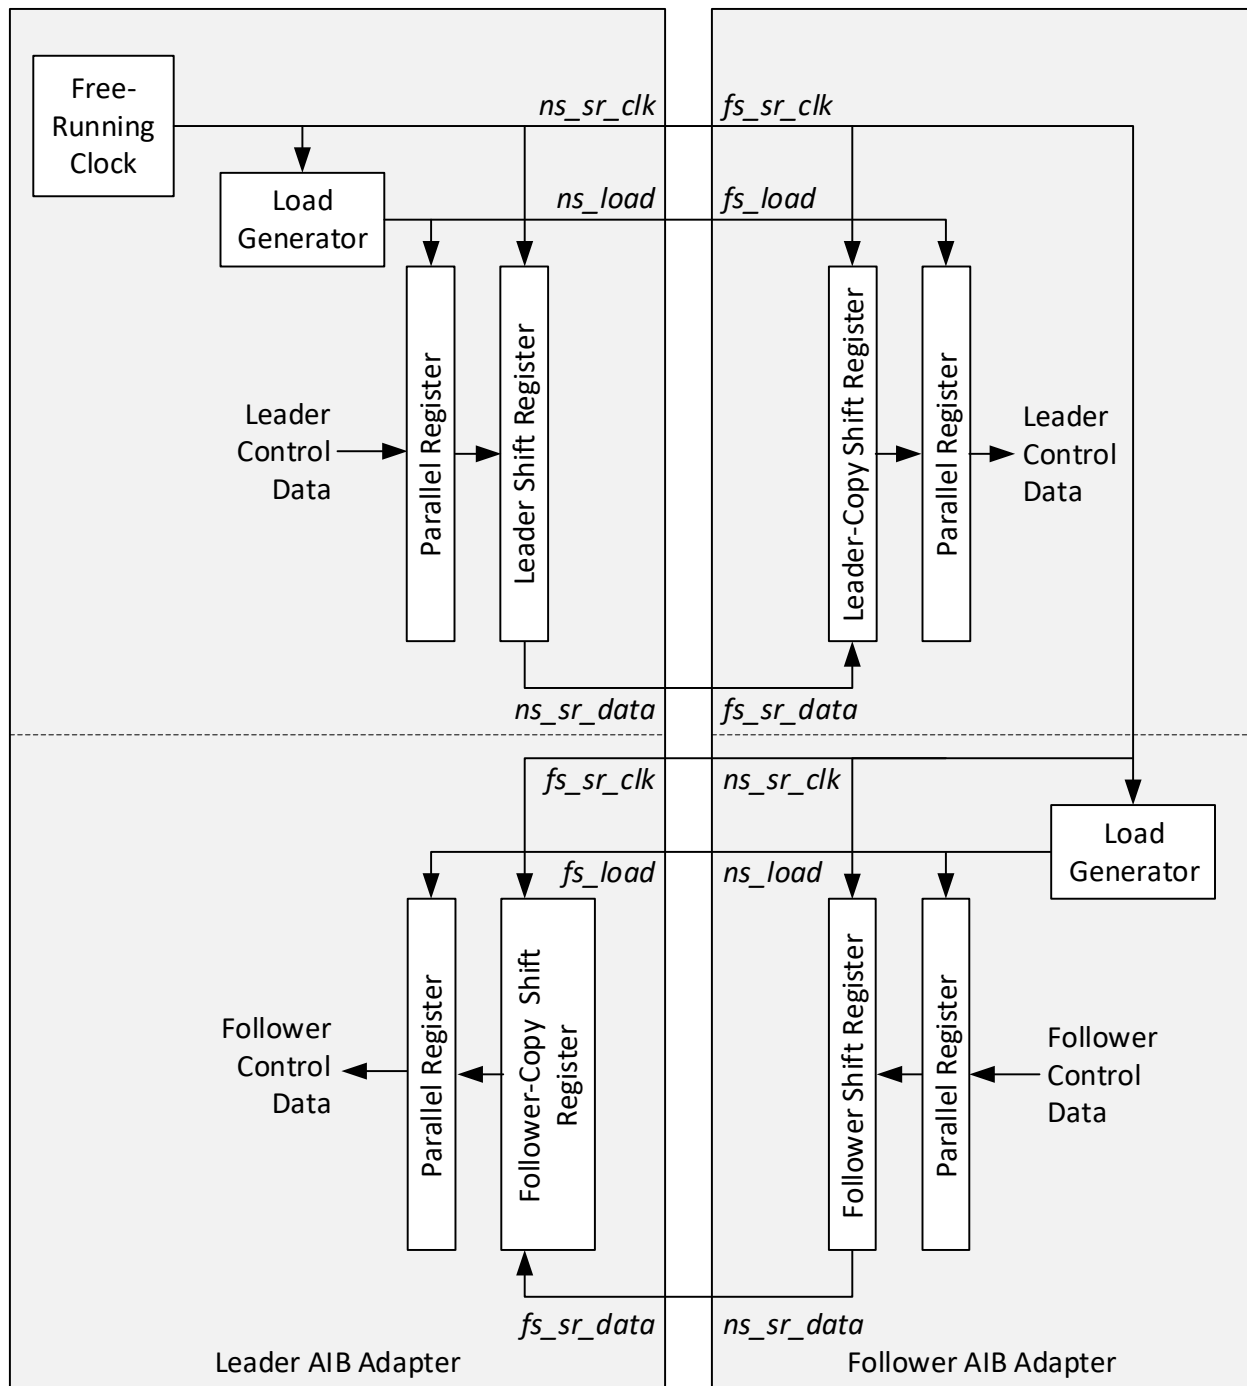 Free-
Running
Clock
ns_sr_clk
fs_sr_clk
Load
Generator
ns_load
fs_load
Leader
Control
Data
Parallel Register
Leader Shift Register
Leader-Copy Shift Register
Parallel Register
Leader
Control
Data
ns_sr_data
fs_sr_data
fs_sr_clk
ns_sr_clk
Load
Generator
fs_load
ns_load
Follower
Control
Data
Parallel Register
Follower-Copy Shift
Register
Follower Shift Register
Parallel Register
Follower
Control
Data
fs_sr_data
ns_sr_data
Leader AIB Adapter
Follower AIB Adapter